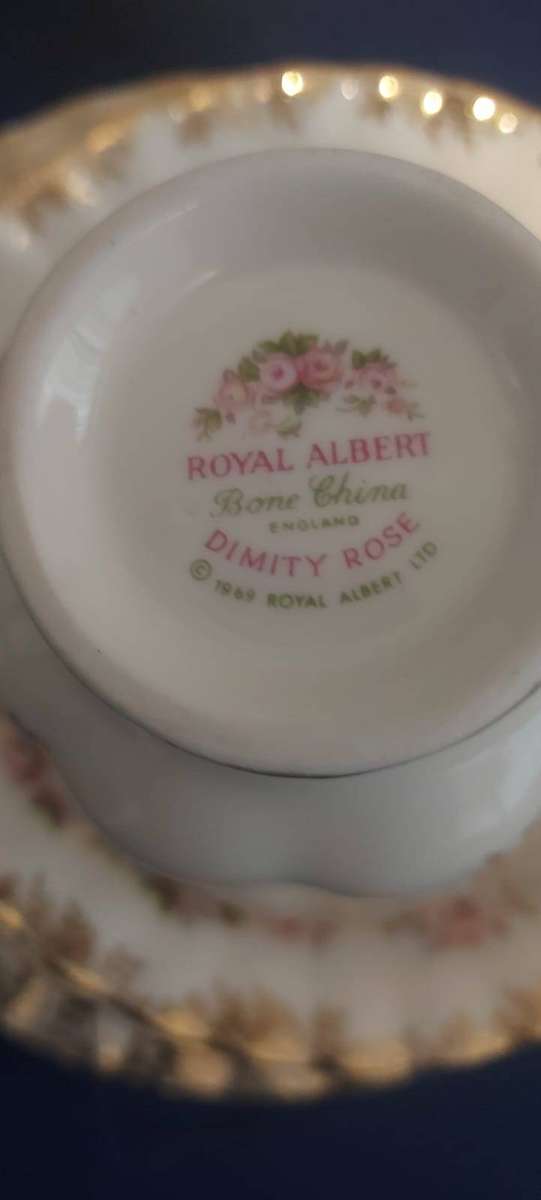 ROYAL ALBERT
Bone China
ENGLAND
DIMITY ROSE
© 1969 ROYAL ALBERT LTD